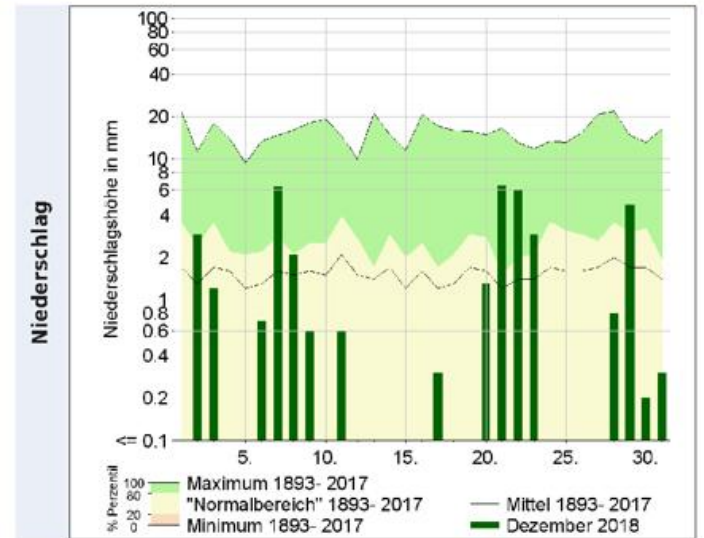 Niederschlag
Niederschlagshöhe in mm
100
80
60
40
20
10
8
6
4
2
1
0.8
0.6
0.4
0.2
<= 0.1
5. 10. 15. 20. 25. 30.
% Perzentil
100
80
20
0
Maximum 1893- 2017
"Normalbereich" 1893- 2017
Minimum 1893- 2017
Mittel 1893- 2017
Dezember 2018